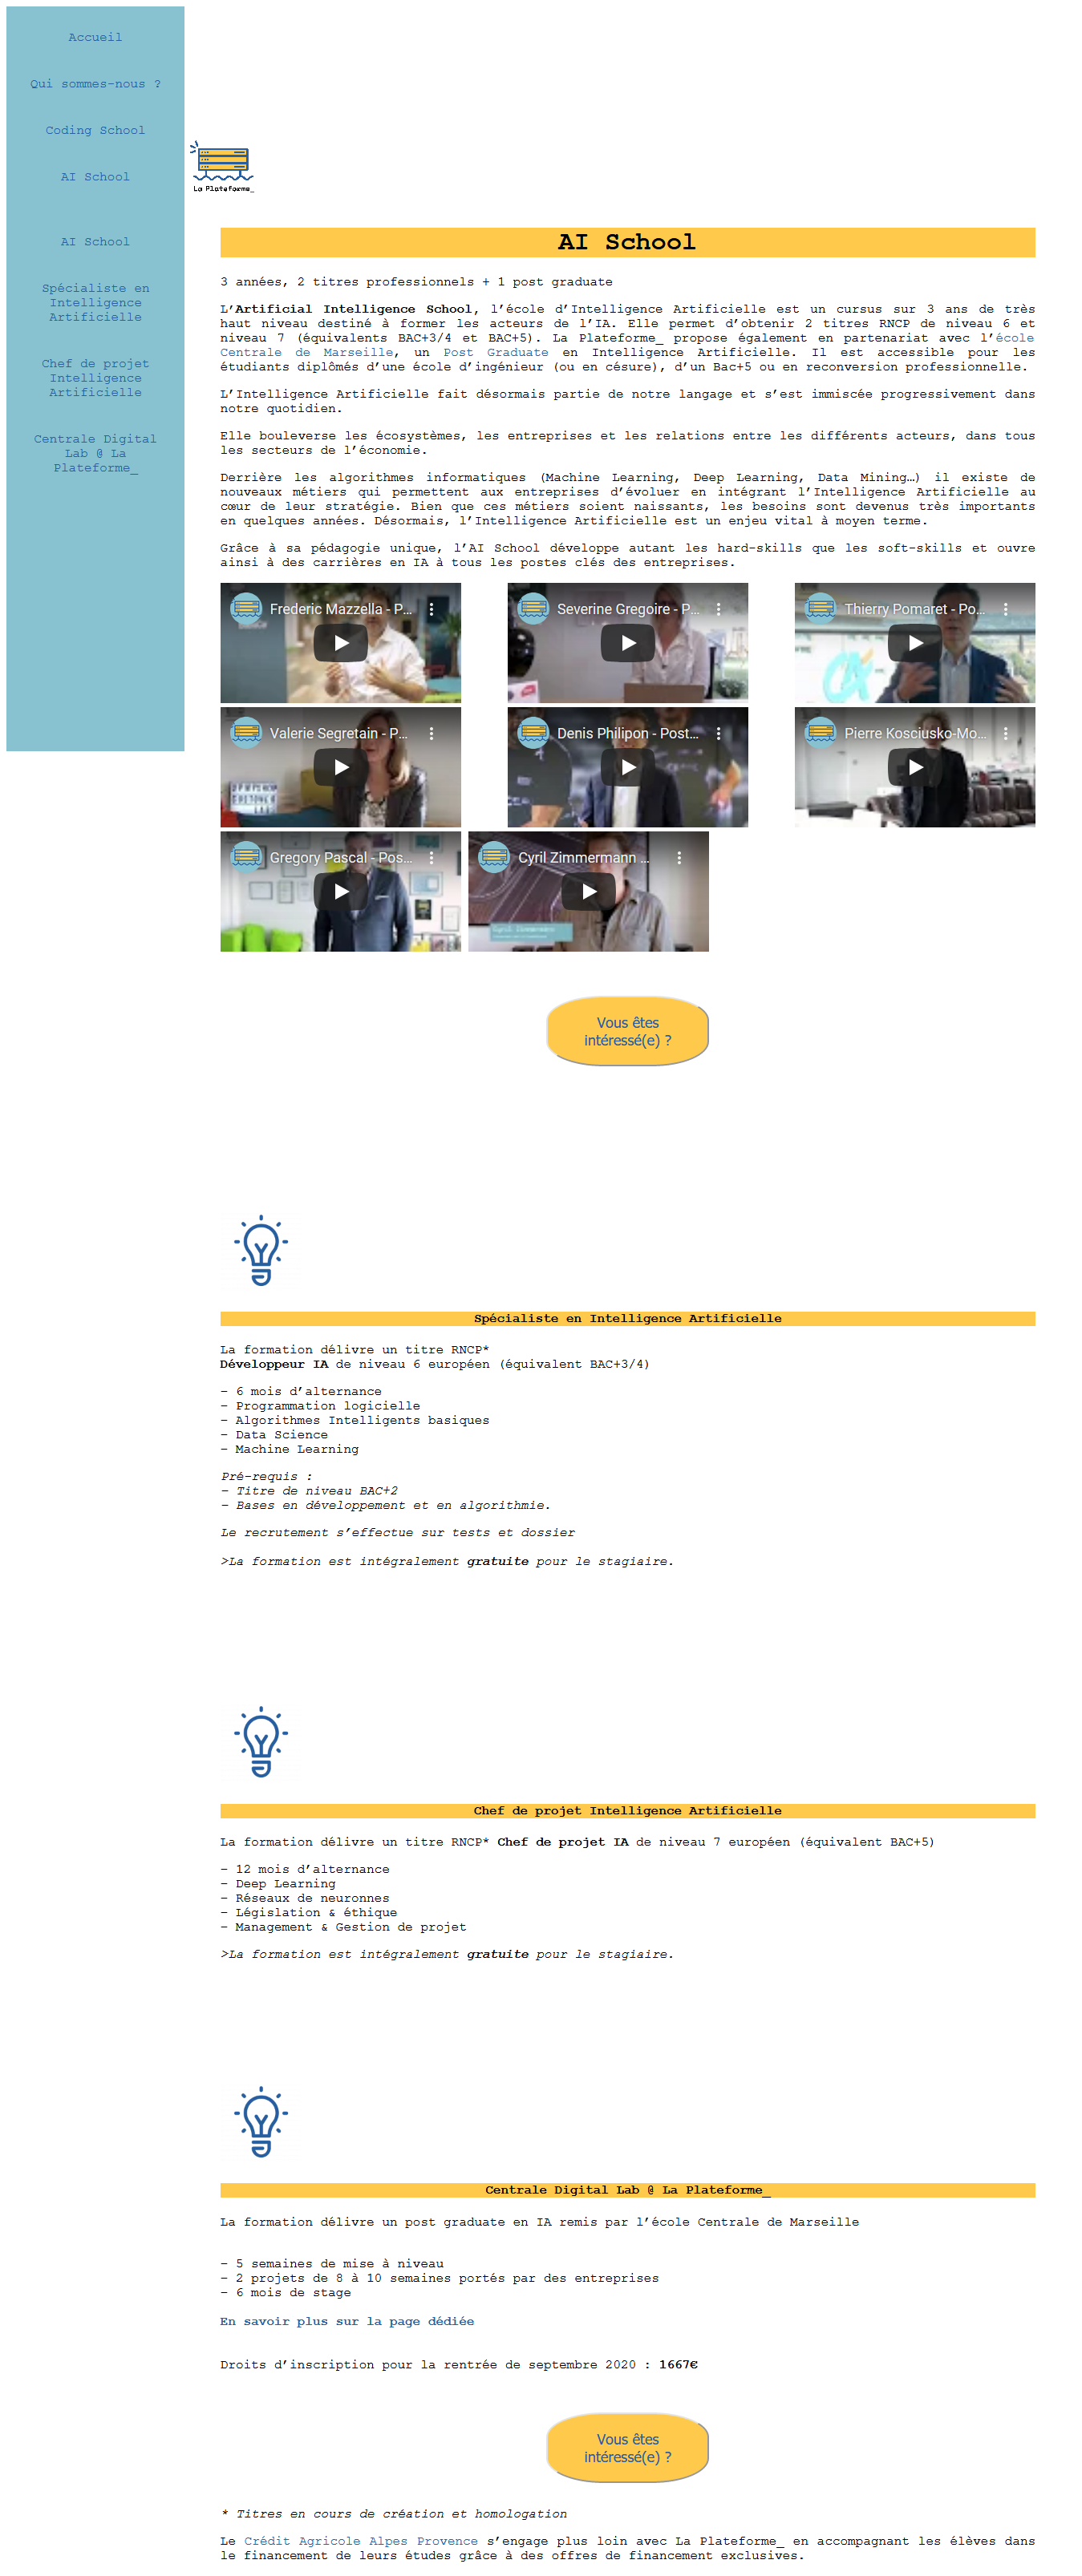 Accueil
Qui sommes-nous ?
Coding School
AI School
AI School
Spécialiste en
Intelligence
Artificielle
Chef de projet
Intelligence
Artificielle
Centrale Digital
Lab @ La
Plateforme_
La Plateforme_
AI School
3 années, 2 titres professionnels + 1 post graduate
L’Artificial Intelligence School, l’école d’Intelligence Artificielle est un cursus sur 3 ans de très
haut niveau destiné à former les acteurs de l’IA. Elle permet d’obtenir 2 titres RNCP de niveau 6 et
niveau 7 (équivalents BAC+3/4 et BAC+5). La Plateforme_ propose également en partenariat avec l’école
Centrale de Marseille, un Post Graduate en Intelligence Artificielle. Il est accessible pour les
étudiants diplômés d’une école d’ingénieur (ou en césure), d’un Bac+5 ou en reconversion professionnelle.
L’Intelligence Artificielle fait désormais partie de notre langage et s’est immiscée progressivement dans
notre quotidien.
Elle bouleverse les écosystèmes, les entreprises et les relations entre les différents acteurs, dans tous
les secteurs de l’économie.
Derrière les algorithmes informatiques (Machine Learning, Deep Learning, Data Mining…) il existe de
nouveaux métiers qui permettent aux entreprises d’évoluer en intégrant l’Intelligence Artificielle au
cœur de leur stratégie. Bien que ces métiers soient naissants, les besoins sont devenus très importants
en quelques années. Désormais, l’Intelligence Artificielle est un enjeu vital à moyen terme.
Grâce à sa pédagogie unique, l’AI School développe autant les hard-skills que les soft-skills et ouvre
ainsi à des carrières en IA à tous les postes clés des entreprises.
Frederic Mazzella - P…
Severine Gregoire - P…
Thierry Pomaret - Po…
Valerie Segretain - P…
Denis Philipon - Post…
Pierre Kosciusko-Mo…
Gregory Pascal - Pos…
Cyril Zimmermann …
Cyril Zimmermann
Vous êtes
intéressé(e) ?
Spécialiste en Intelligence Artificielle
La formation délivre un titre RNCP*
Développeur IA de niveau 6 européen (équivalent BAC+3/4)
– 6 mois d’alternance
– Programmation logicielle
– Algorithmes Intelligents basiques
– Data Science
– Machine Learning
Pré-requis :
– Titre de niveau BAC+2
– Bases en développement et en algorithmie.
Le recrutement s’effectue sur tests et dossier
>La formation est intégralement gratuite pour le stagiaire.
Chef de projet Intelligence Artificielle
La formation délivre un titre RNCP* Chef de projet IA de niveau 7 européen (équivalent BAC+5)
– 12 mois d’alternance
– Deep Learning
– Réseaux de neuronnes
– Législation & éthique
– Management & Gestion de projet
>La formation est intégralement gratuite pour le stagiaire.
Centrale Digital Lab @ La Plateforme_
La formation délivre un post graduate en IA remis par l’école Centrale de Marseille
– 5 semaines de mise à niveau
– 2 projets de 8 à 10 semaines portés par des entreprises
– 6 mois de stage
En savoir plus sur la page dédiée
Droits d’inscription pour la rentrée de septembre 2020 : 1667€
Vous êtes
intéressé(e) ?
* Titres en cours de création et homologation
Le Crédit Agricole Alpes Provence s’engage plus loin avec La Plateforme_ en accompagnant les élèves dans
le financement de leurs études grâce à des offres de financement exclusives.